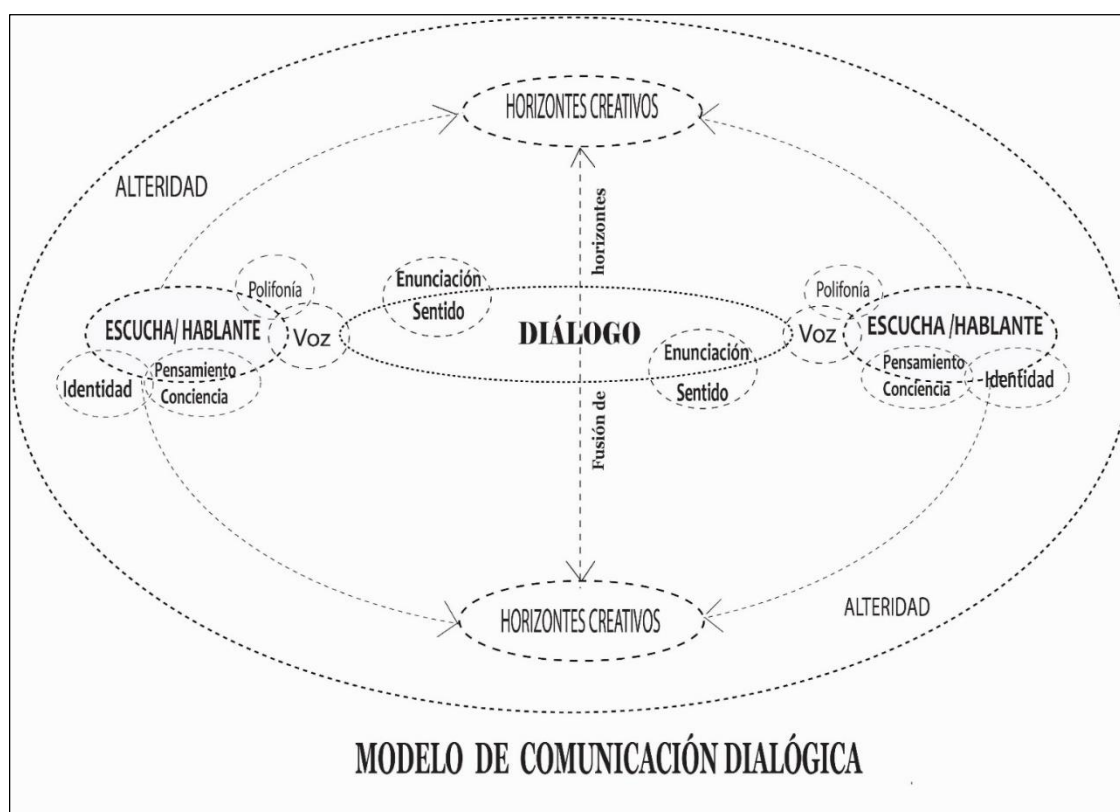 HORIZONTES CREATIVOS
ALTERIDAD
Fusión de horizontes
Polifonía
ESCUCHA/ HABLANTE
Voz
Identidad
Pensamiento
Conciencia
Enunciación
Sentido
DIÁLOGO
Enunciación
Sentido
Polifonía
Voz
ESCUCHA /HABLANTE
Pensamiento
Conciencia
Identidad
HORIZONTES CREATIVOS
ALTERIDAD
MODELO DE COMUNICACIÓN DIALÓGICA